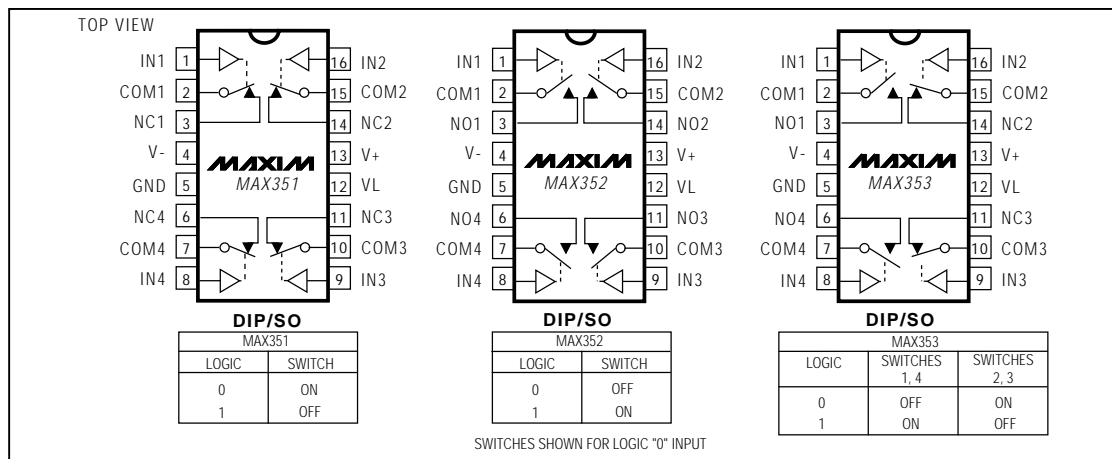 TOP VIEW
IN1 1 16 IN2
COM1 2 15 COM2
NC1 3 14 NC2
V- 4 13 V+
GND 5 12 VL
NC4 6 11 NC3
COM4 7 10 COM3
IN4 8 9 IN3
MAXIM
MAX351
DIP/SO
MAX351
LOGIC SWITCH
0 ON
1 OFF
IN1 1 16 IN2
COM1 2 15 COM2
NO1 3 14 NO2
V- 4 13 V+
GND 5 12 VL
NO4 6 11 NO3
COM4 7 10 COM3
IN4 8 9 IN3
MAXIM
MAX352
DIP/SO
MAX352
LOGIC SWITCH
0 OFF
1 ON
IN1 1 16 IN2
COM1 2 15 COM2
NO1 3 14 NC2
V- 4 13 V+
GND 5 12 VL
NO4 6 11 NC3
COM4 7 10 COM3
IN4 8 9 IN3
MAXIM
MAX353
DIP/SO
MAX353
LOGIC SWITCHES 1, 4 SWITCHES 2, 3
0 OFF ON
1 ON OFF
SWITCHES SHOWN FOR LOGIC "0" INPUT